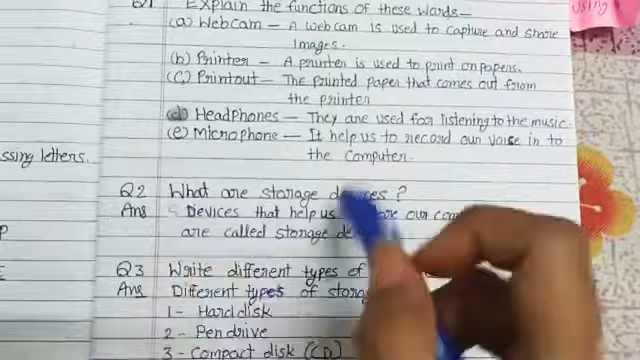 Explain the functions of these words—
(a) Webcam — A webcam is used to capture and share
images.
(b) Printer — A printer is used to print on papers.
(c) Printout — The printed paper that comes out from
the printer
(d) Headphones — They are used for listening to the music.
(e) Microphone — It help us to record our voice in to
the computer.
ssing letters.
Q2 What are storage devices ?
Ans Devices that help us our
are called storage
Q3 Write different types of
Ans Different types of
1 - Hard disk
2 - Pen drive
3 - Compact disk (CD)